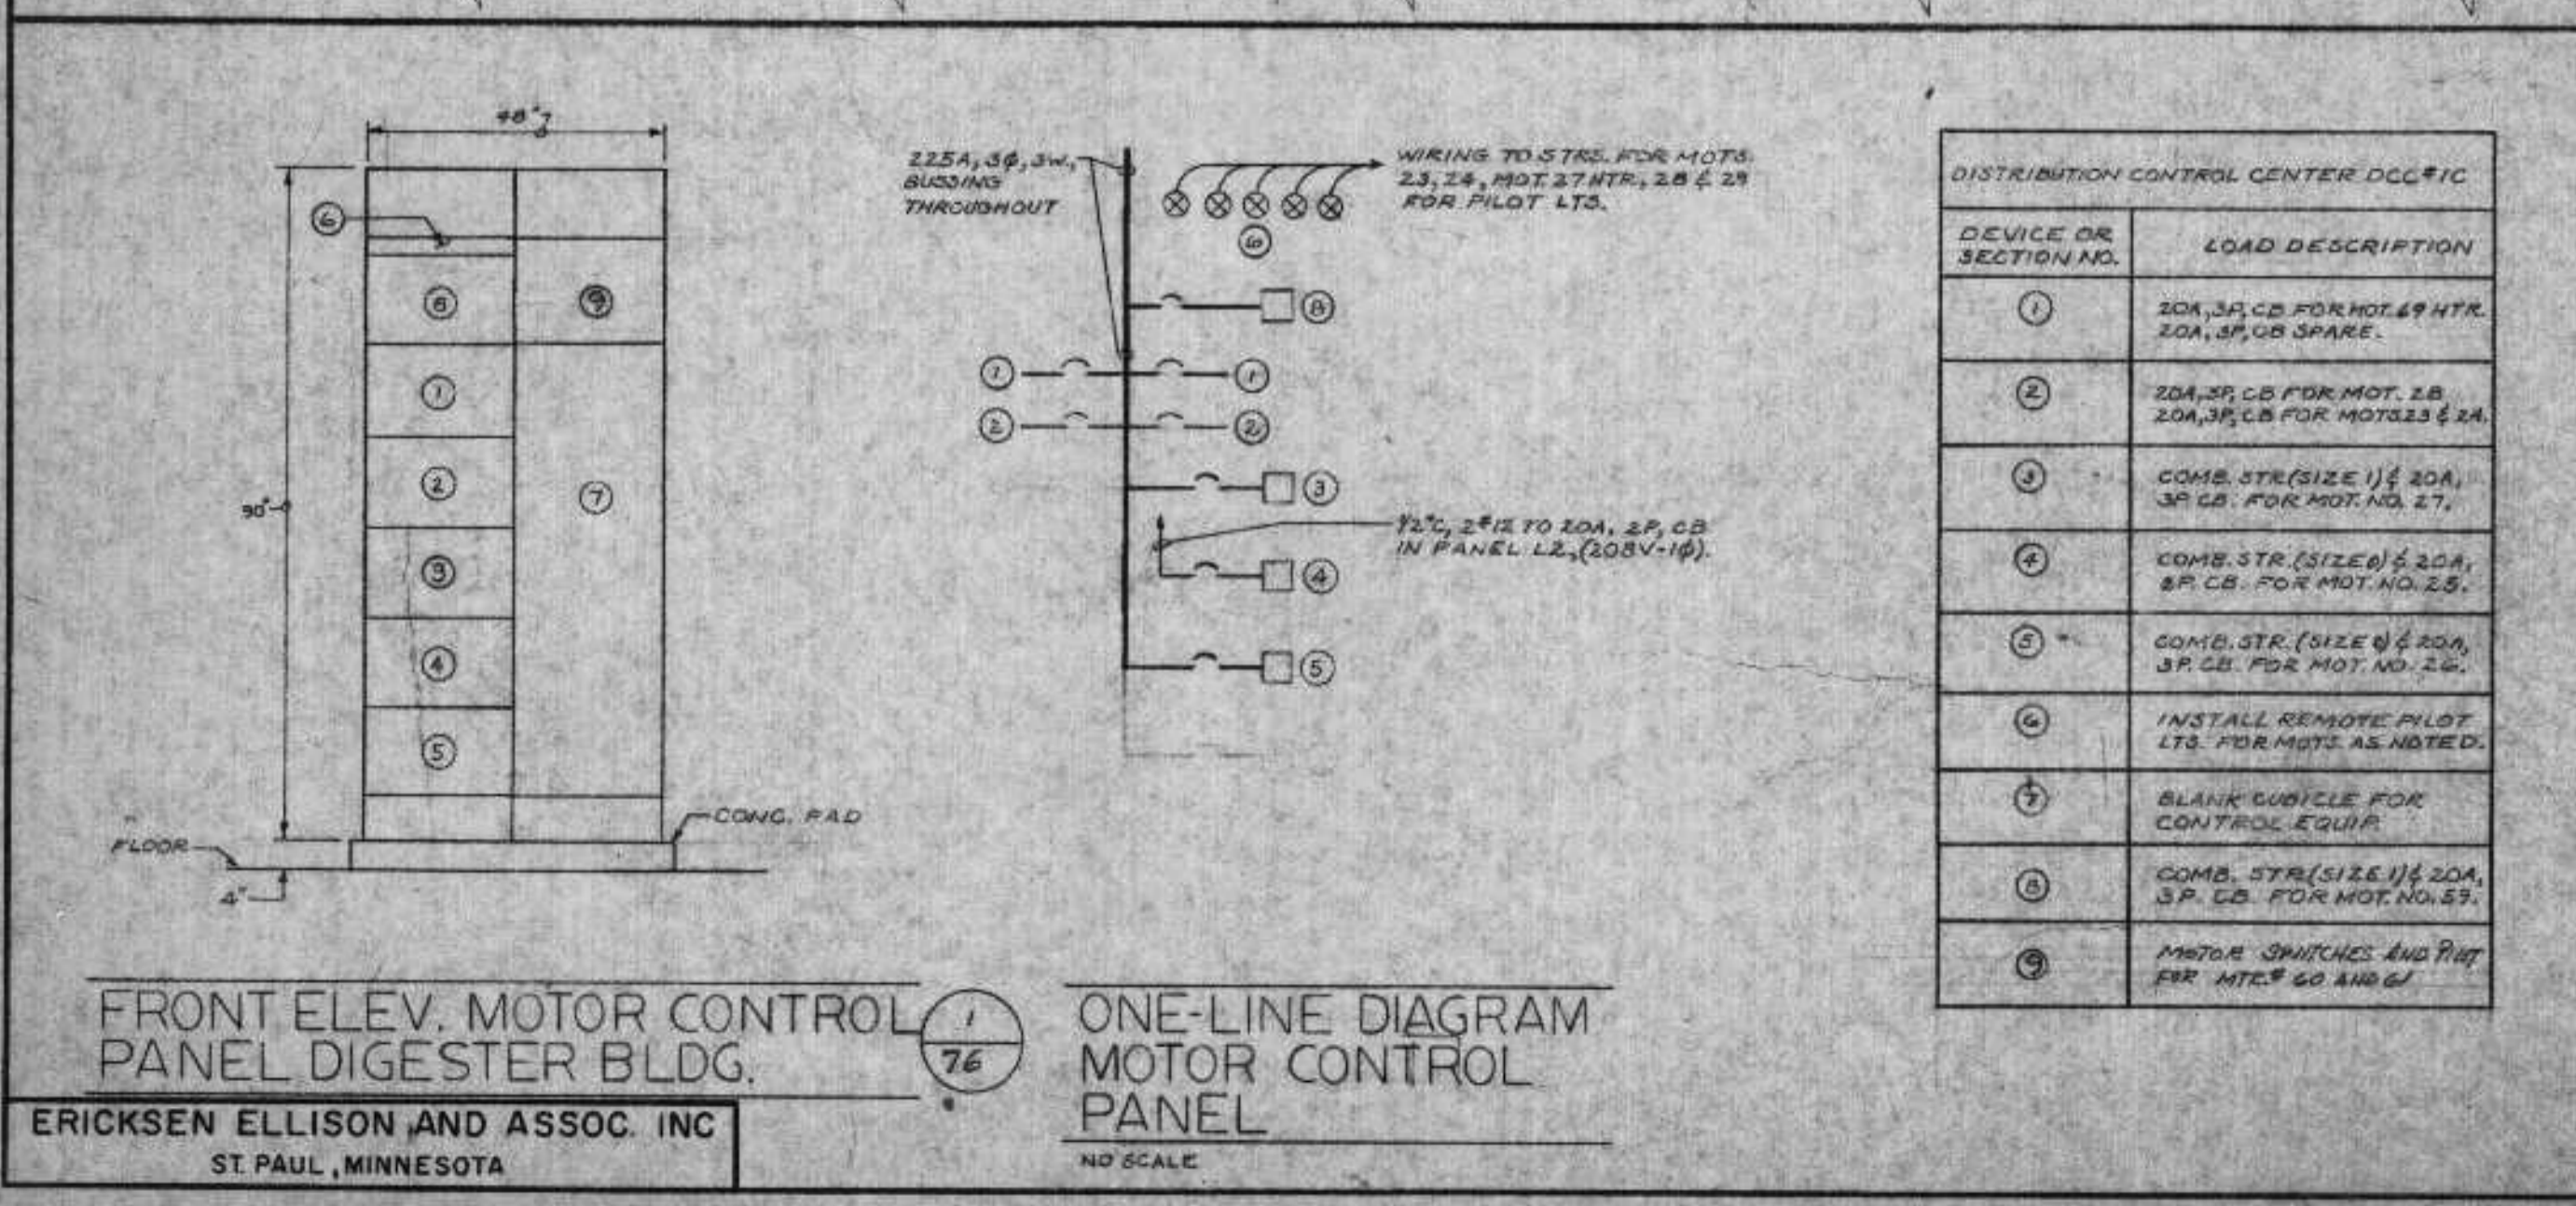 48"
6
8
9
1
2
7
3
4
5
90"
CONC. PAD
FLOOR
4"
FRONT ELEV. MOTOR CONTROL
PANEL DIGESTER BLDG.
1
76
225A, 3φ, 3W.,
BUSSING
THROUGHOUT
WIRING TO STRS. FOR MOTS.
23, 24, MOT. 27 HTR., 28 & 29
FOR PILOT LTS.
6
8
1
1
2
2
3
1/2"C, 2#12 TO 20A, 2P, CB
IN PANEL L2, (208V-1φ).
4
5
ONE-LINE DIAGRAM
MOTOR CONTROL
PANEL
NO SCALE
DISTRIBUTION CONTROL CENTER DCC#1C
DEVICE OR
SECTION NO.
LOAD DESCRIPTION
1
20A, 3P, CB FOR MOT. 69 HTR.
20A, 3P, CB SPARE.
2
20A, 3P, CB FOR MOT. 28
20A, 3P, CB FOR MOTS 23 & 24.
3
COMB. STR (SIZE 1) & 20A,
3P. CB. FOR MOT. NO. 27.
4
COMB. STR. (SIZE 0) & 20A,
CB. FOR MOT. NO. 25.
5
COMB. STR. (SIZE 0) & 20A,
3P. CB. FOR MOT. NO. 26.
6
INSTALL REMOTE PILOT
LTS. FOR MOTS. AS NOTED.
7
BLANK CUBICLE FOR
CONTROL EQUIP.
8
COMB. STR (SIZE 1) & 20A,
3P. CB. FOR MOT. NO. 59.
9
MOTOR SWITCHES AND PILOT
FOR MTR.# 60 AND 61
ERICKSEN ELLISON AND ASSOC. INC
ST. PAUL, MINNESOTA